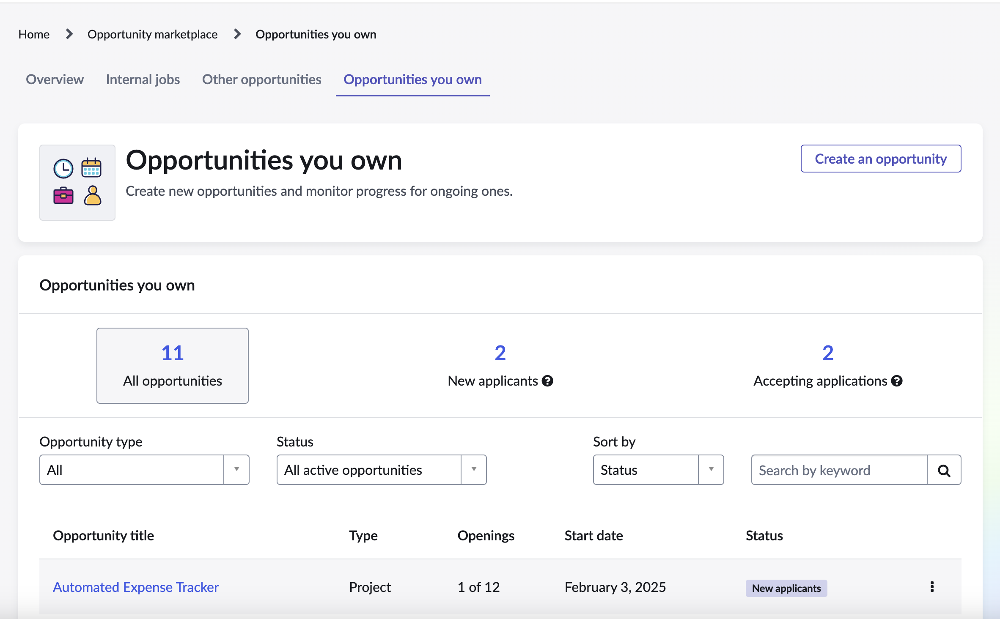 Home > Opportunity marketplace > Opportunities you own
Overview Internal jobs Other opportunities Opportunities you own
Opportunities you own
Create an opportunity
Create new opportunities and monitor progress for ongoing ones.
Opportunities you own
11 2 2
All opportunities New applicants ? Accepting applications ?
Opportunity type Status Sort by
All All active opportunities Status Search by keyword
Opportunity title Type Openings Start date Status
Automated Expense Tracker Project 1 of 12 February 3, 2025 New applicants